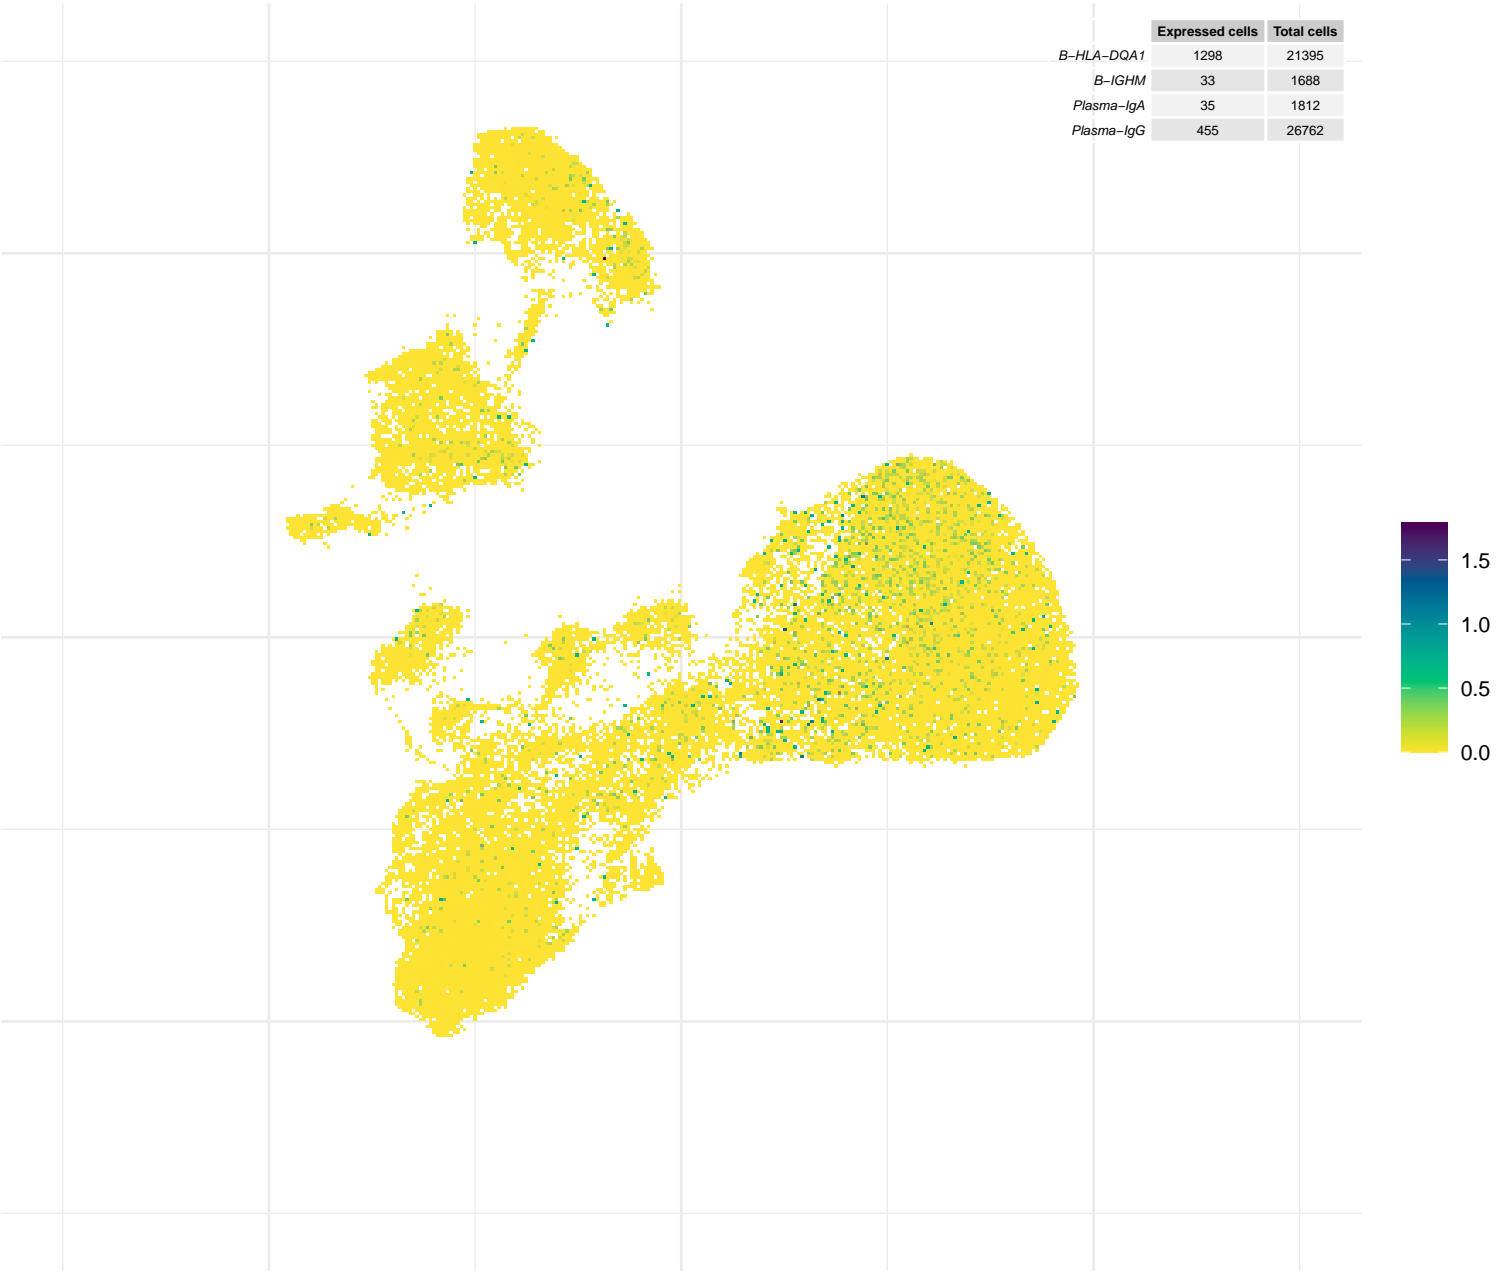 Expressed cells Total cells
B−HLA−DQA1 1298 21395
B−IGHM 33 1688
Plasma−IgA 35 1812
Plasma−IgG 455 26762
1.5
1.0
0.5
0.0